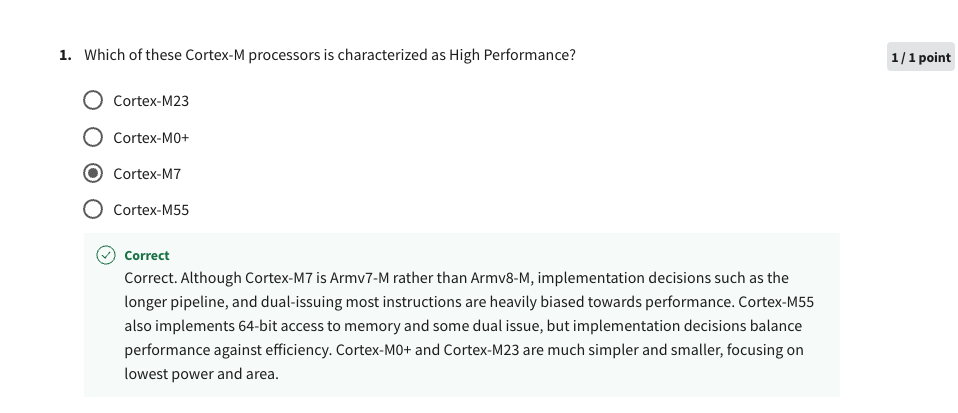 1. Which of these Cortex-M processors is characterized as High Performance?
1 / 1 point
Cortex-M23
Cortex-M0+
Cortex-M7
Cortex-M55
Correct
Correct. Although Cortex-M7 is Armv7-M rather than Armv8-M, implementation decisions such as the
longer pipeline, and dual-issuing most instructions are heavily biased towards performance. Cortex-M55
also implements 64-bit access to memory and some dual issue, but implementation decisions balance
performance against efficiency. Cortex-M0+ and Cortex-M23 are much simpler and smaller, focusing on
lowest power and area.